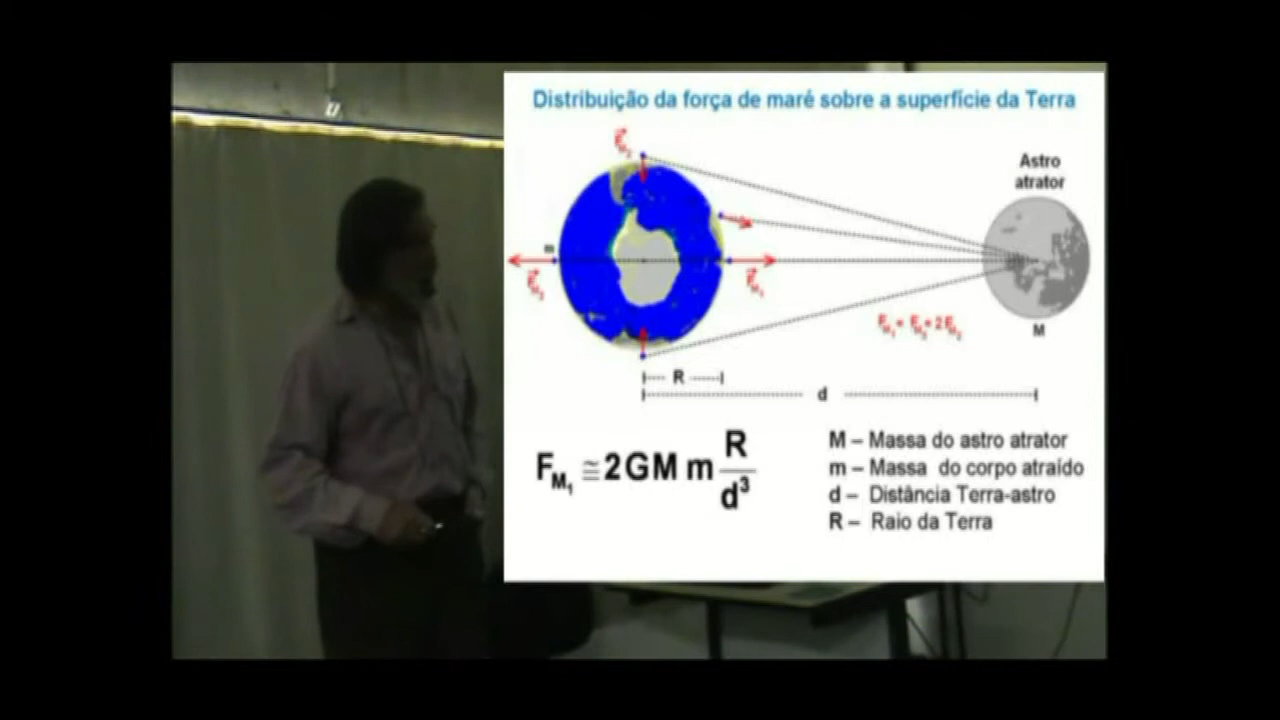 Distribuição da força de maré sobre a superfície da Terra
Astro
atrator
m
M
R
d
F_M₁ ≅ 2GM m R/d³
M – Massa do astro atrator
m – Massa do corpo atraído
d – Distância Terra-astro
R – Raio da Terra